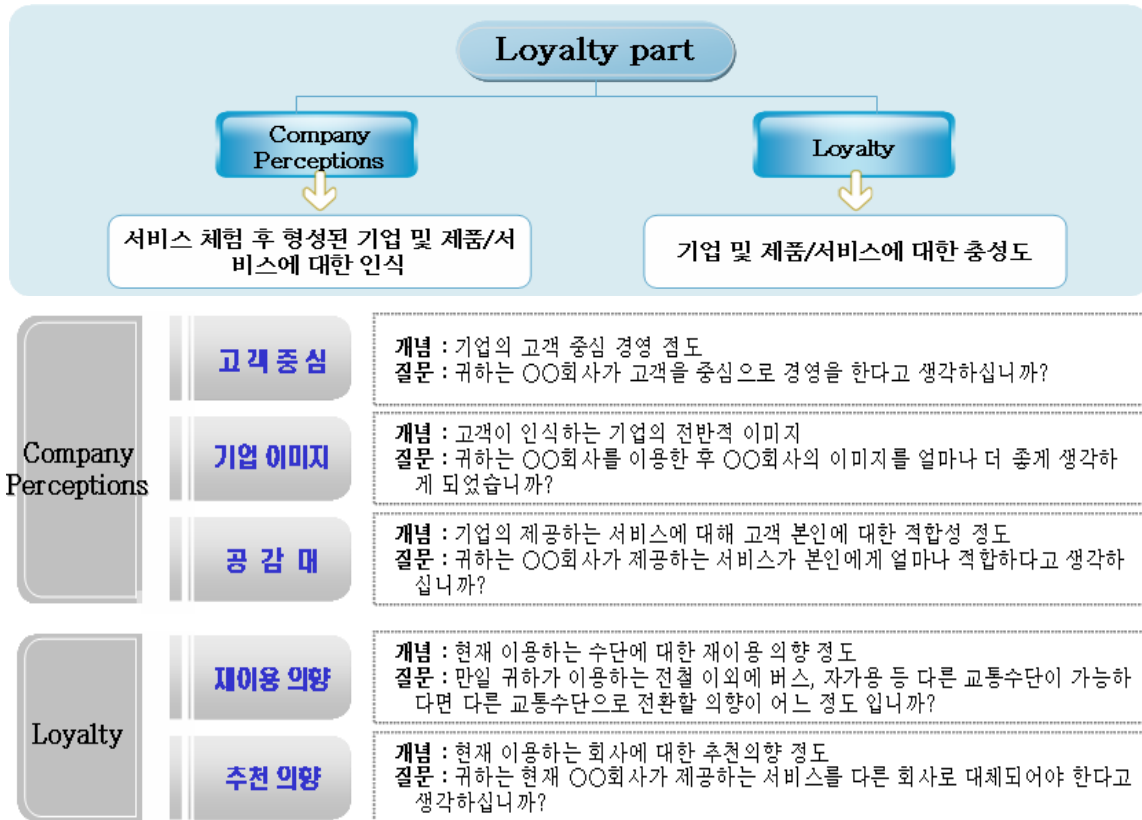 Loyalty part
Company
Perceptions
Loyalty
서비스 체험 후 형성된 기업 및 제품/서
비스에 대한 인식
기업 및 제품/서비스에 대한 충성도
Company
Perceptions
고객 중심
개념 : 기업의 고객 중심 경영 점도
질문 : 귀하는 OO회사가 고객을 중심으로 경영을 한다고 생각하십니까?
기업 이미지
개념 : 고객이 인식하는 기업의 전반적 이미지
질문 : 귀하는 OO회사를 이용한 후 OO회사의 이미지를 얼마나 더 좋게 생각하
게 되었습니까?
공 감 대
개념 : 기업의 제공하는 서비스에 대해 고객 본인에 대한 적합성 정도
질문 : 귀하는 OO회사가 제공하는 서비스가 본인에게 얼마나 적합하다고 생각하
십니까?
Loyalty
재이용 의향
개념 : 현재 이용하는 수단에 대한 재이용 의향 정도
질문 : 만일 귀하가 이용하는 전철 이외에 버스, 자가용 등 다른 교통수단이 가능하
다면 다른 교통수단으로 전환할 의향이 어느 정도 입니까?
추천 의향
개념 : 현재 이용하는 회사에 대한 추천의향 정도
질문 : 귀하는 현재 OO회사가 제공하는 서비스를 다른 회사로 대체되어야 한다고
생각하십니까?